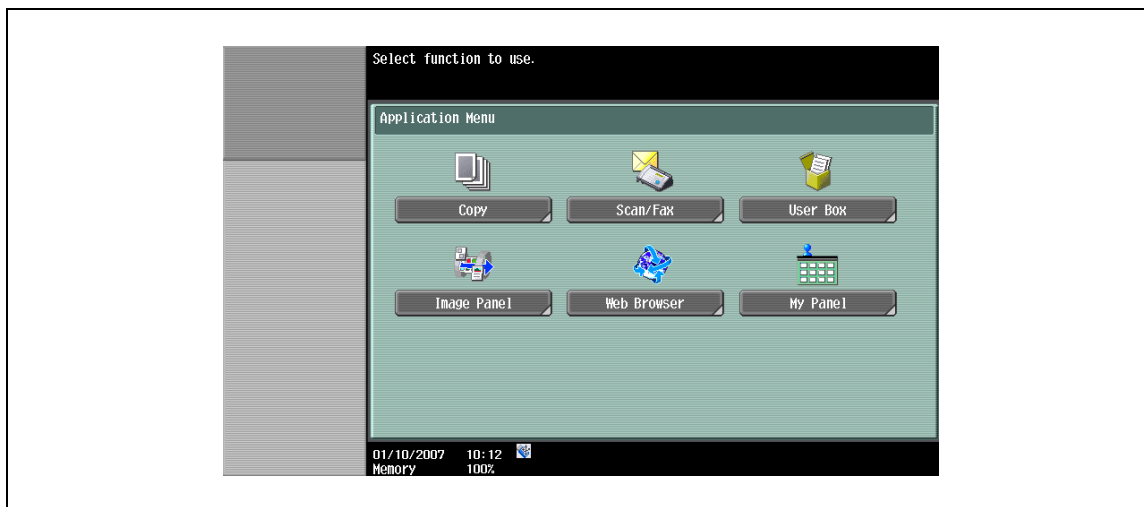 Select function to use.
Application Menu
Copy
Scan/Fax
User Box
Image Panel
Web Browser
My Panel
01/10/2007 10:12
Memory 100%